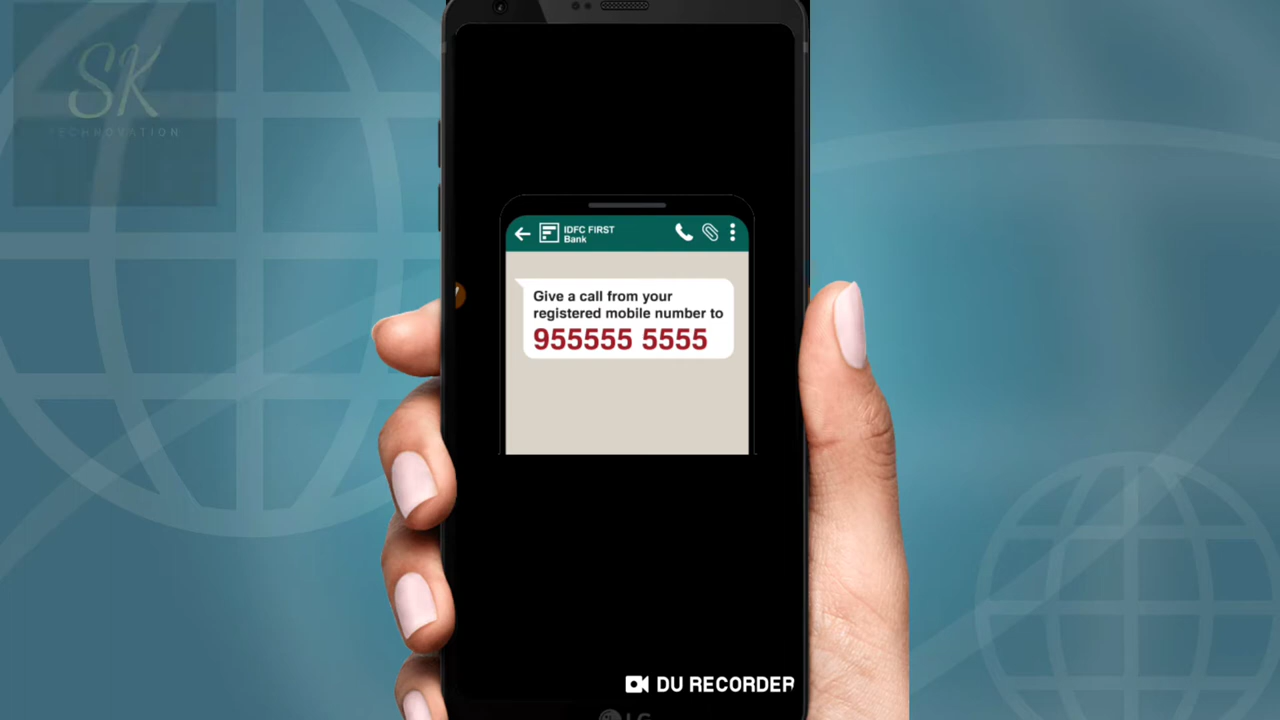 SK
TECHNOVATION
IDFC FIRST
Bank
Give a call from your
registered mobile number to
955555 5555
DU RECORDER
LG